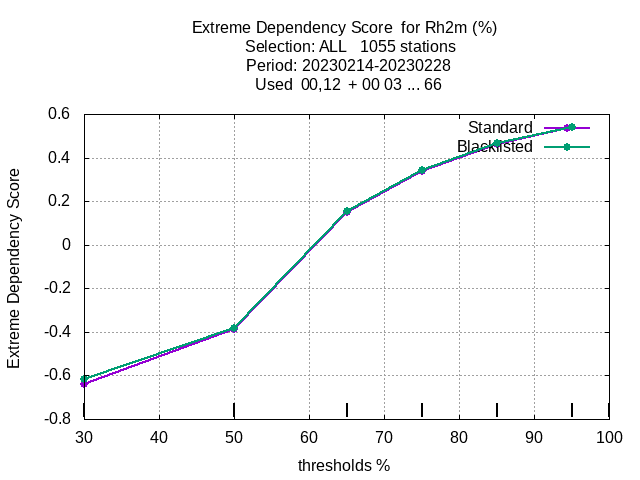 Extreme Dependency Score  for Rh2m (%)
Selection: ALL   1055 stations
Period: 20230214-20230228
Used  00,12  + 00 03 ... 66
Standard
Blacklisted
Extreme Dependency Score
0.6
0.4
0.2
0
-0.2
-0.4
-0.6
-0.8
30 40 50 60 70 80 90 100
thresholds %